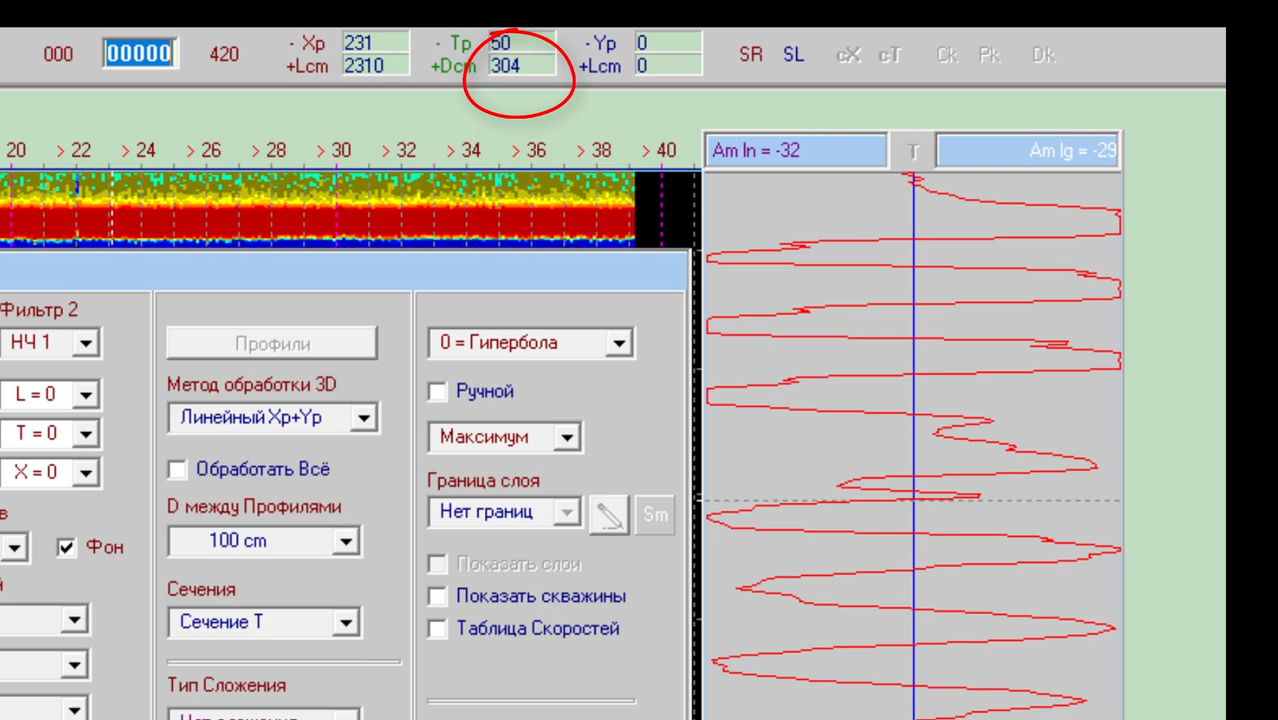 000 00000 420 - Xp 231 - Tp 50 - Yp 0 SR SL cX cT Ck Pk Dk
+Lcm 2310 +Dcm 304 +Lcm 0
20 > 22 > 24 > 26 > 28 > 30 > 32 > 34 > 36 > 38 > 40
Am In = -32 T Am Ig = -29
Фильтр 2
НЧ 1
L = 0
T = 0
X = 0
Фон
Профили
Метод обработки 3D
Линейный Xp+Yp
Обработать Всё
D между Профилями
100 cm
Сечения
Сечение T
Тип Сложения
0 = Гипербола
Ручной
Максимум
Граница слоя
Нет границ Sm
Показать слои
Показать скважины
Таблица Скоростей